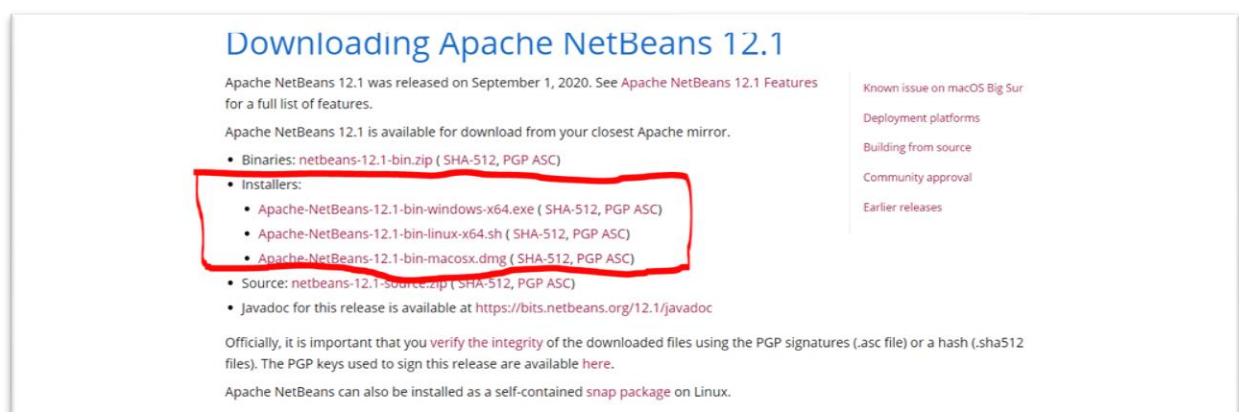 Downloading Apache NetBeans 12.1
Apache NetBeans 12.1 was released on September 1, 2020. See Apache NetBeans 12.1 Features
for a full list of features.
Apache NetBeans 12.1 is available for download from your closest Apache mirror.
• Binaries: netbeans-12.1-bin.zip ( SHA-512, PGP ASC)
• Installers:
• Apache-NetBeans-12.1-bin-windows-x64.exe ( SHA-512, PGP ASC)
• Apache-NetBeans-12.1-bin-linux-x64.sh ( SHA-512, PGP ASC)
• Apache-NetBeans-12.1-bin-macosx.dmg ( SHA-512, PGP ASC)
• Source: netbeans-12.1-source.zip ( SHA-512, PGP ASC)
• Javadoc for this release is available at https://bits.netbeans.org/12.1/javadoc
Officially, it is important that you verify the integrity of the downloaded files using the PGP signatures (.asc file) or a hash (.sha512
files). The PGP keys used to sign this release are available here.
Apache NetBeans can also be installed as a self-contained snap package on Linux.
Known issue on macOS Big Sur
Deployment platforms
Building from source
Community approval
Earlier releases